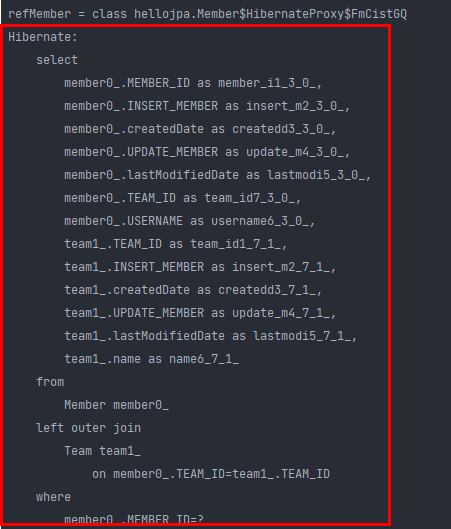 refMember = class hellojpa.Member$HibernateProxy$FmCistGQ
Hibernate:
select
member0_.MEMBER_ID as member_i1_3_0_,
member0_.INSERT_MEMBER as insert_m2_3_0_,
member0_.createdDate as createdd3_3_0_,
member0_.UPDATE_MEMBER as update_m4_3_0_,
member0_.lastModifiedDate as lastmodi5_3_0_,
member0_.TEAM_ID as team_id7_3_0_,
member0_.USERNAME as username6_3_0_,
team1_.TEAM_ID as team_id1_7_1_,
team1_.INSERT_MEMBER as insert_m2_7_1_,
team1_.createdDate as createdd3_7_1_,
team1_.UPDATE_MEMBER as update_m4_7_1_,
team1_.lastModifiedDate as lastmodi5_7_1_,
team1_.name as name6_7_1_
from
Member member0_
left outer join
Team team1_
on member0_.TEAM_ID=team1_.TEAM_ID
where
member0_.MEMBER_ID=?